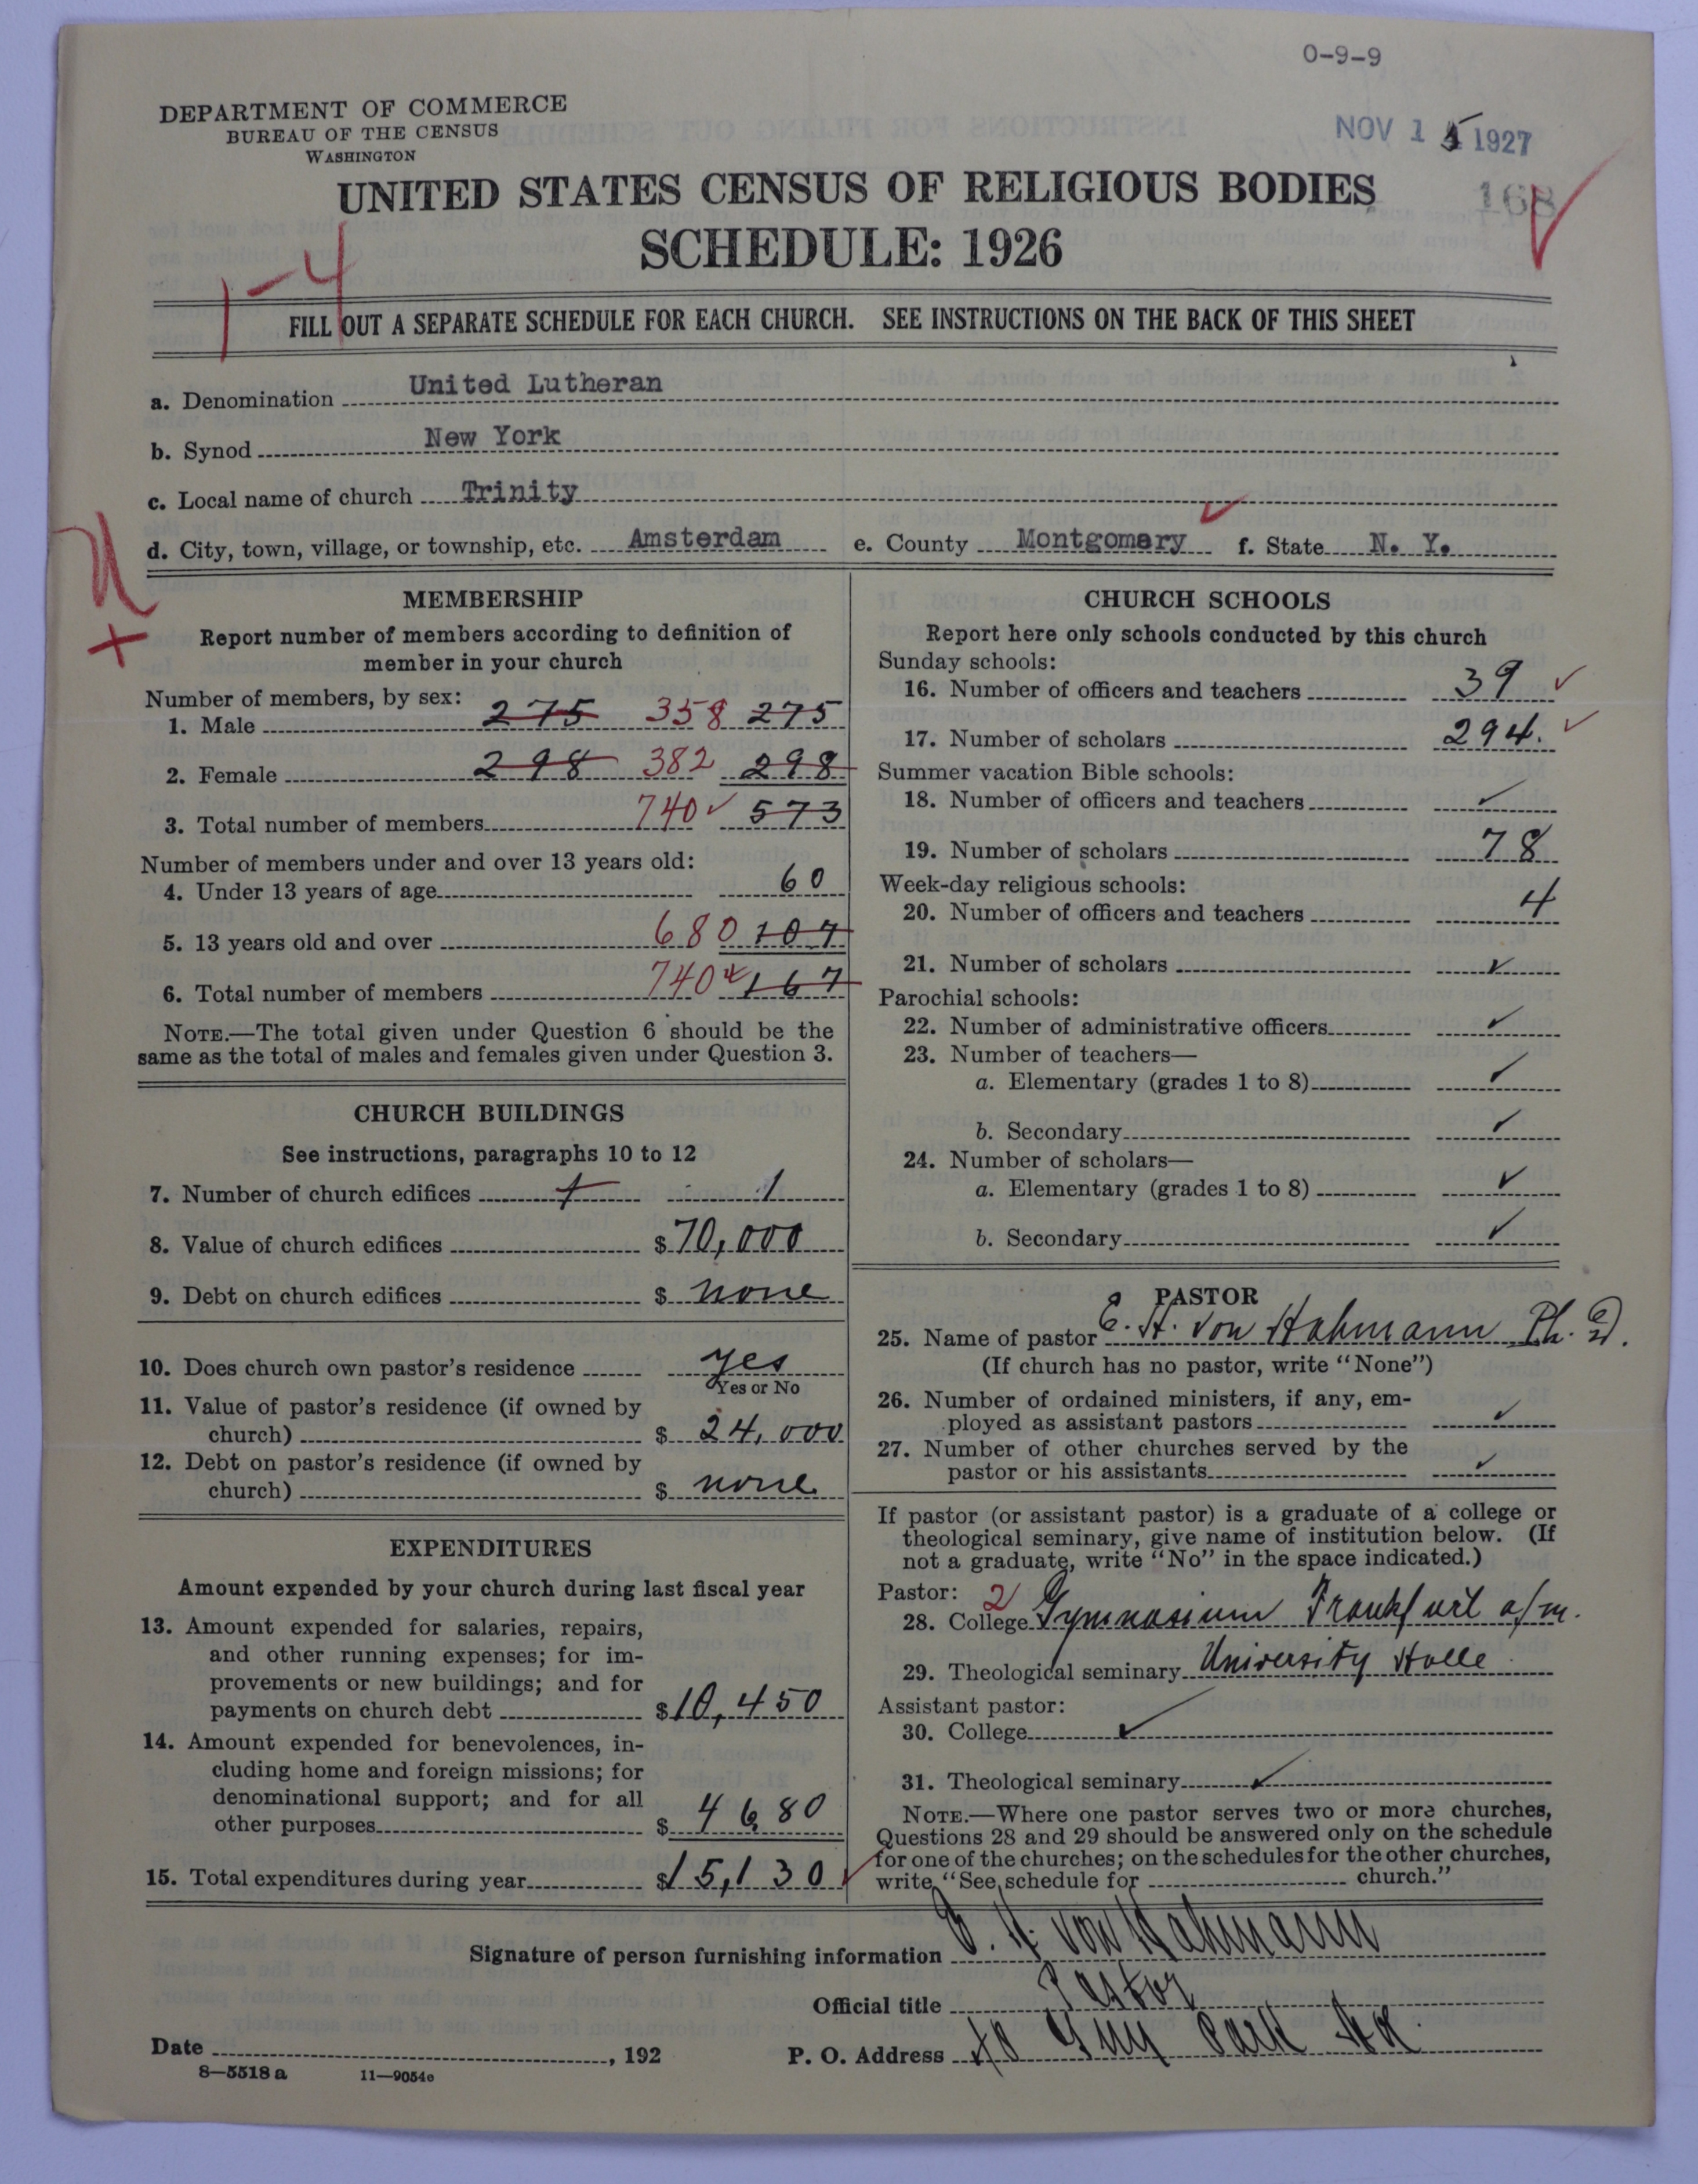 0-9-9
DEPARTMENT OF COMMERCE
BUREAU OF THE CENSUS
WASHINGTON
NOV 15 1927
168
UNITED STATES CENSUS OF RELIGIOUS BODIES
SCHEDULE: 1926
1-4
FILL OUT A SEPARATE SCHEDULE FOR EACH CHURCH. SEE INSTRUCTIONS ON THE BACK OF THIS SHEET
a. Denomination United Lutheran
b. Synod New York
c. Local name of church Trinity
d. City, town, village, or township, etc. Amsterdam e. County Montgomery f. State N. Y.
MEMBERSHIP
Report number of members according to definition of
member in your church
Number of members, by sex:
1. Male 275 358 275
2. Female 298 382 298
3. Total number of members 740 573
Number of members under and over 13 years old:
4. Under 13 years of age 60
5. 13 years old and over 680 107
6. Total number of members 740 167
NOTE.—The total given under Question 6 should be the
same as the total of males and females given under Question 3.
CHURCH BUILDINGS
See instructions, paragraphs 10 to 12
7. Number of church edifices 1 1
8. Value of church edifices $ 70,000
9. Debt on church edifices $ none
10. Does church own pastor's residence yes
Yes or No
11. Value of pastor's residence (if owned by
church) $ 24,000
12. Debt on pastor's residence (if owned by
church) $ none
EXPENDITURES
Amount expended by your church during last fiscal year
13. Amount expended for salaries, repairs,
and other running expenses; for im-
provements or new buildings; and for
payments on church debt $ 10,450
14. Amount expended for benevolences, in-
cluding home and foreign missions; for
denominational support; and for all
other purposes $ 4680
15. Total expenditures during year $ 15,130
CHURCH SCHOOLS
Report here only schools conducted by this church
Sunday schools:
16. Number of officers and teachers 39
17. Number of scholars 294.
Summer vacation Bible schools:
18. Number of officers and teachers
19. Number of scholars 78
Week-day religious schools:
20. Number of officers and teachers 4
21. Number of scholars
Parochial schools:
22. Number of administrative officers
23. Number of teachers—
a. Elementary (grades 1 to 8)
b. Secondary
24. Number of scholars—
a. Elementary (grades 1 to 8)
b. Secondary
PASTOR
25. Name of pastor E. H. von Hahmann Ph. D.
(If church has no pastor, write "None")
26. Number of ordained ministers, if any, em-
ployed as assistant pastors
27. Number of other churches served by the
pastor or his assistants
If pastor (or assistant pastor) is a graduate of a college or
theological seminary, give name of institution below. (If
not a graduate, write "No" in the space indicated.)
Pastor: 2
28. College Gymnasium Frankfurt a/m.
29. Theological seminary University Halle
Assistant pastor:
30. College
31. Theological seminary
NOTE.—Where one pastor serves two or more churches,
Questions 28 and 29 should be answered only on the schedule
for one of the churches; on the schedules for the other churches,
write "See schedule for church."
Signature of person furnishing information E. H. von Hahmann
Official title Pastor
Date , 192 P. O. Address Guy Park
8—5518 a 11—9054e